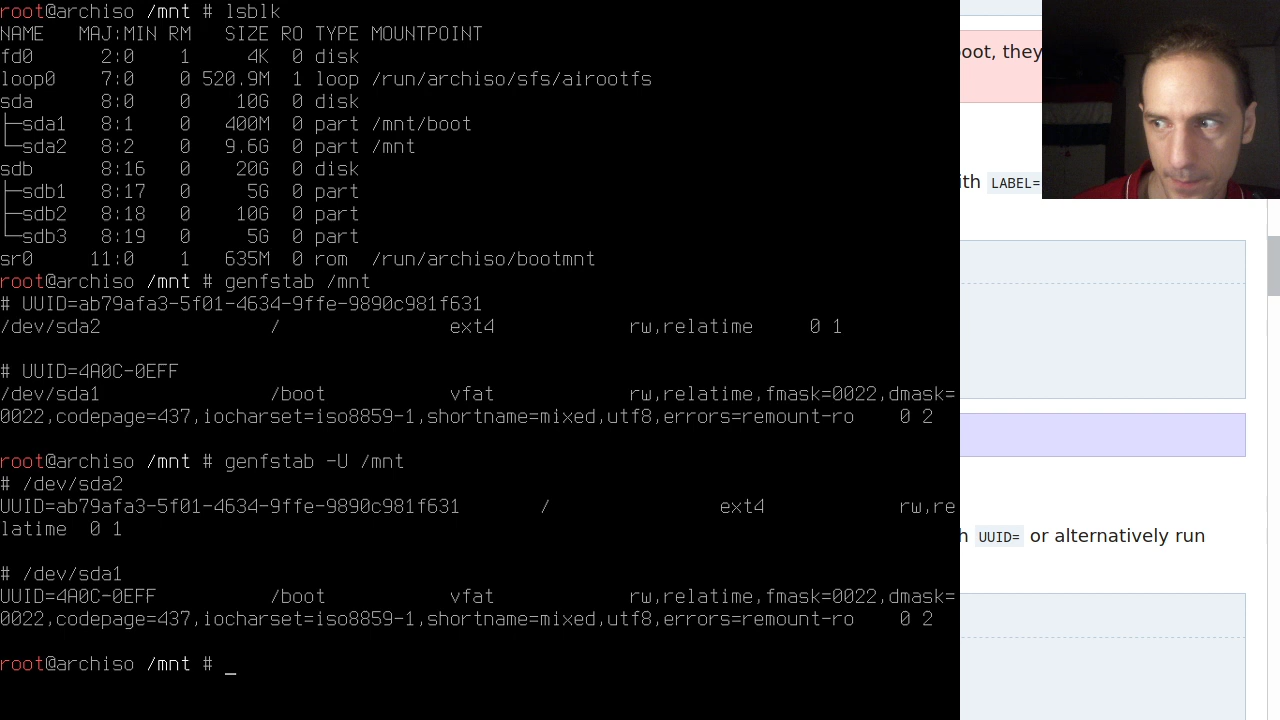 root@archiso /mnt # lsblk
NAME   MAJ:MIN RM   SIZE RO TYPE MOUNTPOINT
fd0      2:0    1     4K  0 disk
loop0    7:0    0 520.9M  1 loop /run/archiso/sfs/airootfs
sda      8:0    0    10G  0 disk
├─sda1   8:1    0   400M  0 part /mnt/boot
└─sda2   8:2    0   9.6G  0 part /mnt
sdb      8:16   0    20G  0 disk
├─sdb1   8:17   0     5G  0 part
├─sdb2   8:18   0    10G  0 part
└─sdb3   8:19   0     5G  0 part
sr0     11:0    1   635M  0 rom  /run/archiso/bootmnt
root@archiso /mnt # genfstab /mnt
# UUID=ab79afa3-5f01-4634-9ffe-9890c981f631
/dev/sda2 / ext4 rw,relatime 0 1
# UUID=4A0C-0EFF
/dev/sda1 /boot vfat rw,relatime,fmask=0022,dmask=
0022,codepage=437,iocharset=iso8859-1,shortname=mixed,utf8,errors=remount-ro 0 2
root@archiso /mnt # genfstab -U /mnt
# /dev/sda2
UUID=ab79afa3-5f01-4634-9ffe-9890c981f631 / ext4 rw,re
latime 0 1
# /dev/sda1
UUID=4A0C-0EFF /boot vfat rw,relatime,fmask=0022,dmask=
0022,codepage=437,iocharset=iso8859-1,shortname=mixed,utf8,errors=remount-ro 0 2
root@archiso /mnt # _
oot, they
ith LABEL=
h UUID= or alternatively run